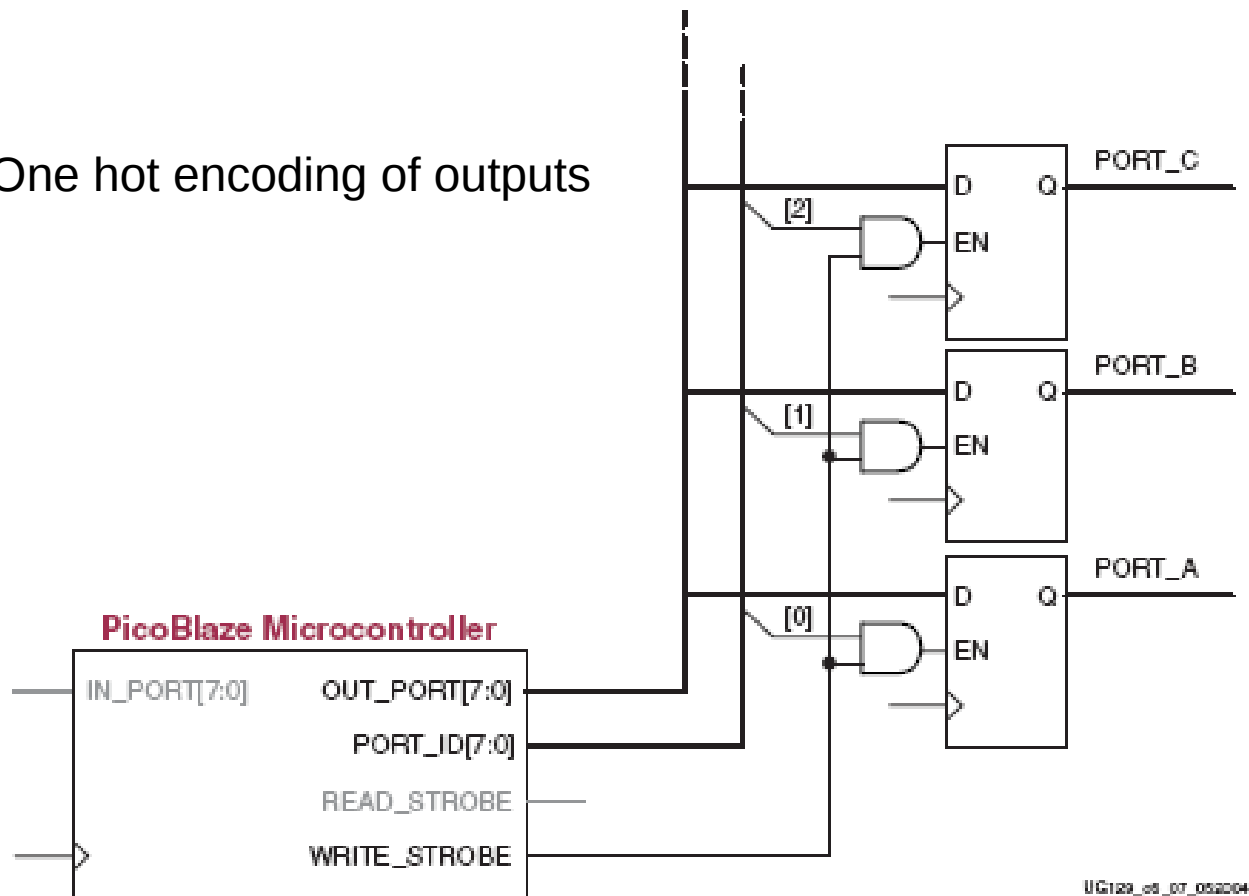 One hot encoding of outputs
PORT_C
D
Q
[2]
EN
PORT_B
D
Q
[1]
EN
PORT_A
D
Q
[0]
EN
PicoBlaze Microcontroller
IN_PORT[7:0]
OUT_PORT[7:0]
PORT_ID[7:0]
READ_STROBE
WRITE_STROBE